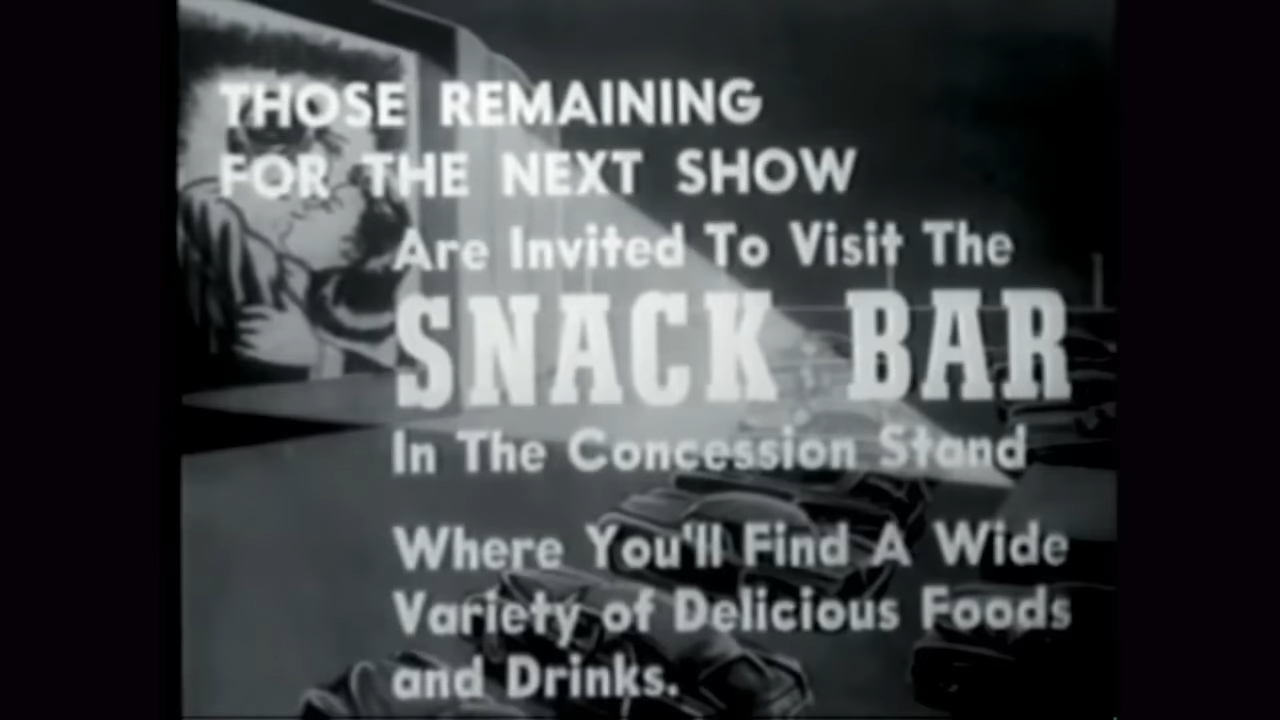 THOSE REMAINING
FOR THE NEXT SHOW
Are Invited To Visit The
SNACK BAR
In The Concession Stand
Where You'll Find A Wide
Variety of Delicious Foods
and Drinks.